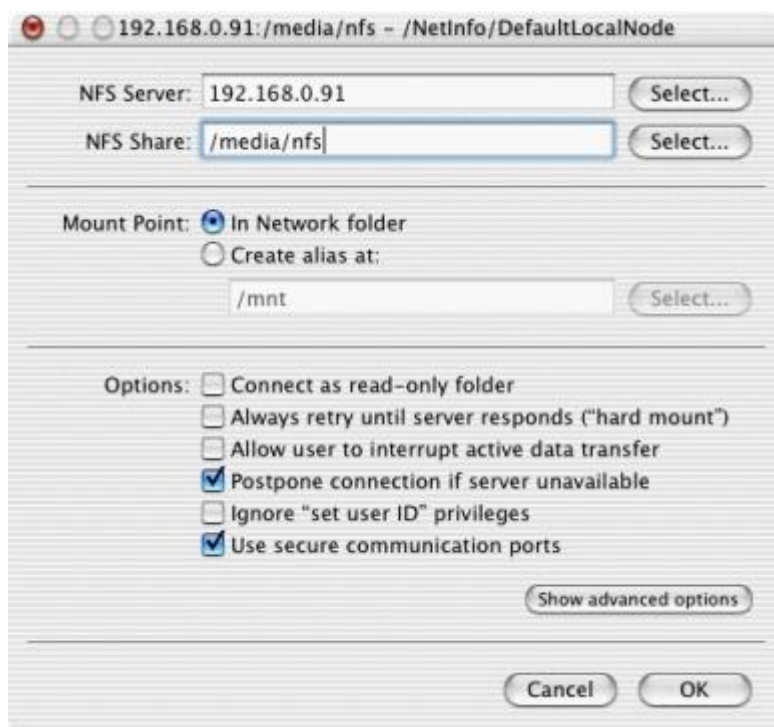 192.168.0.91:/media/nfs – /NetInfo/DefaultLocalNode
NFS Server: 192.168.0.91 Select...
NFS Share: /media/nfs Select...
Mount Point: In Network folder
Create alias at:
/mnt Select...
Options: Connect as read-only folder
Always retry until server responds (“hard mount”)
Allow user to interrupt active data transfer
Postpone connection if server unavailable
Ignore “set user ID” privileges
Use secure communication ports
Show advanced options
Cancel OK